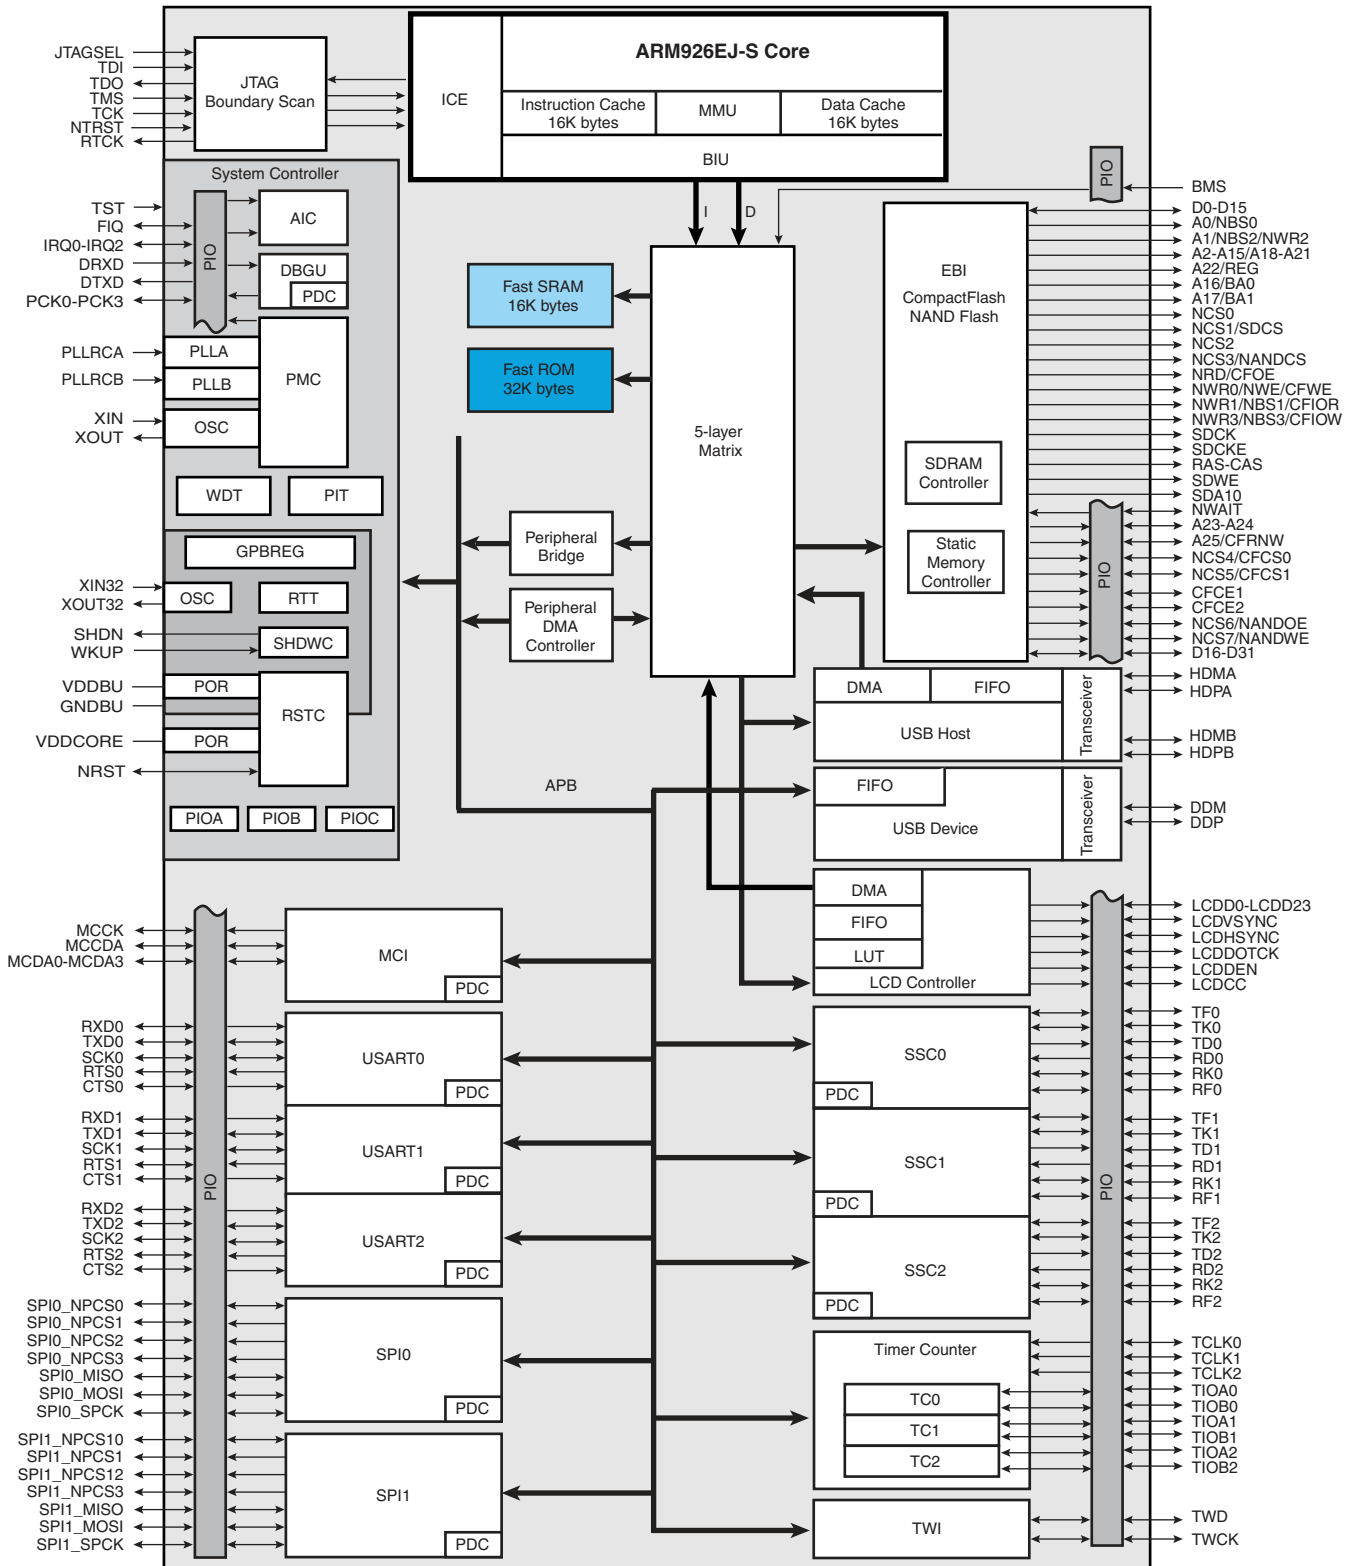 ARM926EJ-S Core
ICE
Instruction Cache
16K bytes
MMU
Data Cache
16K bytes
BIU
JTAGSEL
TDI
TDO
TMS
TCK
NTRST
RTCK
JTAG
Boundary Scan
System Controller
TST
FIQ
IRQ0-IRQ2
DRXD
DTXD
PCK0-PCK3
PIO
AIC
DBGU
PDC
PLLRCA
PLLRCB
XIN
XOUT
PLLA
PLLB
OSC
PMC
WDT
PIT
GPBREG
XIN32
XOUT32
OSC
RTT
SHDN
WKUP
SHDWC
VDDBU
GNDBU
POR
RSTC
VDDCORE
POR
NRST
PIOA
PIOB
PIOC
I
D
Fast SRAM
16K bytes
Fast ROM
32K bytes
5-layer
Matrix
Peripheral
Bridge
Peripheral
DMA
Controller
APB
PIO
BMS
EBI
CompactFlash
NAND Flash
SDRAM
Controller
Static
Memory
Controller
PIO
D0-D15
A0/NBS0
A1/NBS2/NWR2
A2-A15/A18-A21
A22/REG
A16/BA0
A17/BA1
NCS0
NCS1/SDCS
NCS2
NCS3/NANDCS
NRD/CFOE
NWR0/NWE/CFWE
NWR1/NBS1/CFIOR
NWR3/NBS3/CFIOW
SDCK
SDCKE
RAS-CAS
SDWE
SDA10
NWAIT
A23-A24
A25/CFRNW
NCS4/CFCS0
NCS5/CFCS1
CFCE1
CFCE2
NCS6/NANDOE
NCS7/NANDWE
D16-D31
DMA
FIFO
USB Host
Transceiver
HDMA
HDPA
HDMB
HDPB
FIFO
USB Device
Transceiver
DDM
DDP
DMA
FIFO
LUT
LCD Controller
LCDD0-LCDD23
LCDVSYNC
LCDHSYNC
LCDDOTCK
LCDDEN
LCDCC
MCCK
MCCDA
MCDA0-MCDA3
MCI
PDC
RXD0
TXD0
SCK0
RTS0
CTS0
USART0
PDC
RXD1
TXD1
SCK1
RTS1
CTS1
PIO
USART1
PDC
RXD2
TXD2
SCK2
RTS2
CTS2
USART2
PDC
SPI0_NPCS0
SPI0_NPCS1
SPI0_NPCS2
SPI0_NPCS3
SPI0_MISO
SPI0_MOSI
SPI0_SPCK
SPI0
PDC
SPI1_NPCS10
SPI1_NPCS1
SPI1_NPCS12
SPI1_NPCS3
SPI1_MISO
SPI1_MOSI
SPI1_SPCK
SPI1
PDC
SSC0
PDC
TF0
TK0
TD0
RD0
RK0
RF0
SSC1
PDC
PIO
TF1
TK1
TD1
RD1
RK1
RF1
SSC2
PDC
TF2
TK2
TD2
RD2
RK2
RF2
Timer Counter
TC0
TC1
TC2
TCLK0
TCLK1
TCLK2
TIOA0
TIOB0
TIOA1
TIOB1
TIOA2
TIOB2
TWI
TWD
TWCK